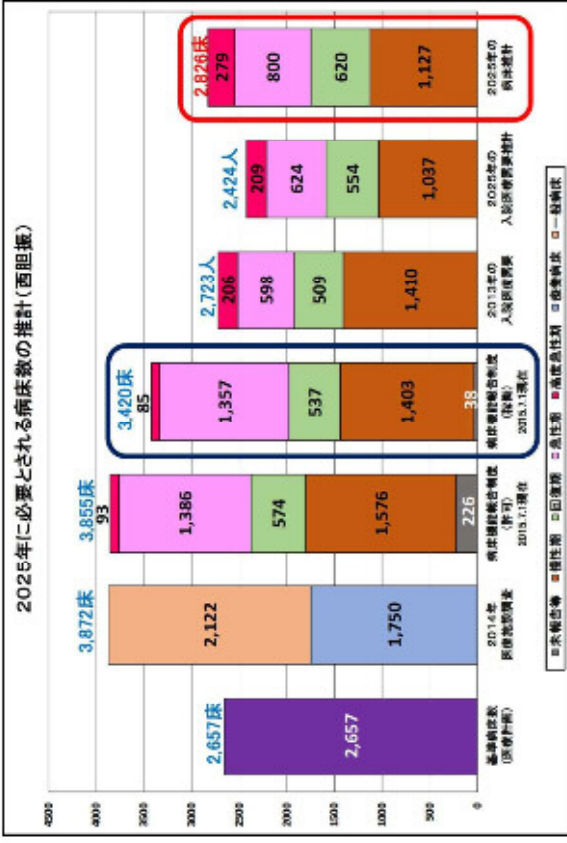 2025年に必要とされる病床数の推計(西胆振)
4500
4000
3500
3000
2500
2000
1500
1000
500
0
2,657床
2,657
基準病床数
(医療計画)
3,872床
2,122
1,750
2014年
医療施設調査
3,855床
93
1,386
574
1,576
226
病床機能報告制度
(許可)
2015.7.1現在
3,420床
85
1,357
537
1,403
38
病床機能報告制度
(稼働)
2015.7.1現在
2,723人
206
598
509
1,410
2013年の
入院医療需要
2,424人
209
624
554
1,037
2025年の
入院医療需要推計
2,826床
279
800
620
1,127
2025年の
病床推計
未報告等 慢性期 回復期 急性期 高度急性期 療養病床 一般病床